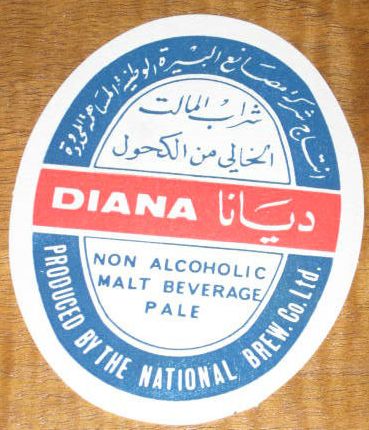 انتاج شركة مصانع البيرة الوطنية المساهمة المحدودة
شراب المالت
الخالي من الكحول
DIANA ديانا
NON ALCOHOLIC
MALT BEVERAGE
PALE
PRODUCED BY THE NATIONAL BREW. Co. Ltd.